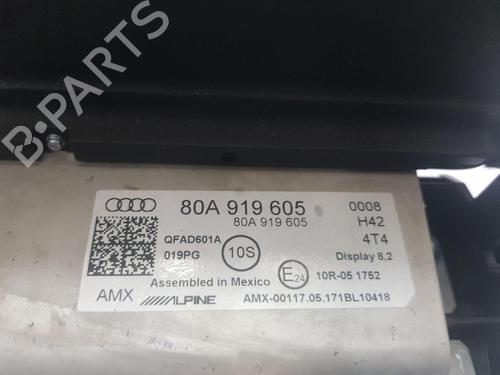 B-PARTS
80A 919 605
0008
80A 919 605
H42
QFAD601A
4T4
019PG
10S
Display 8,2
E24
10R-05 1752
Assembled in Mexico
AMX
ALPINE
AMX-00117.05.171BL10418